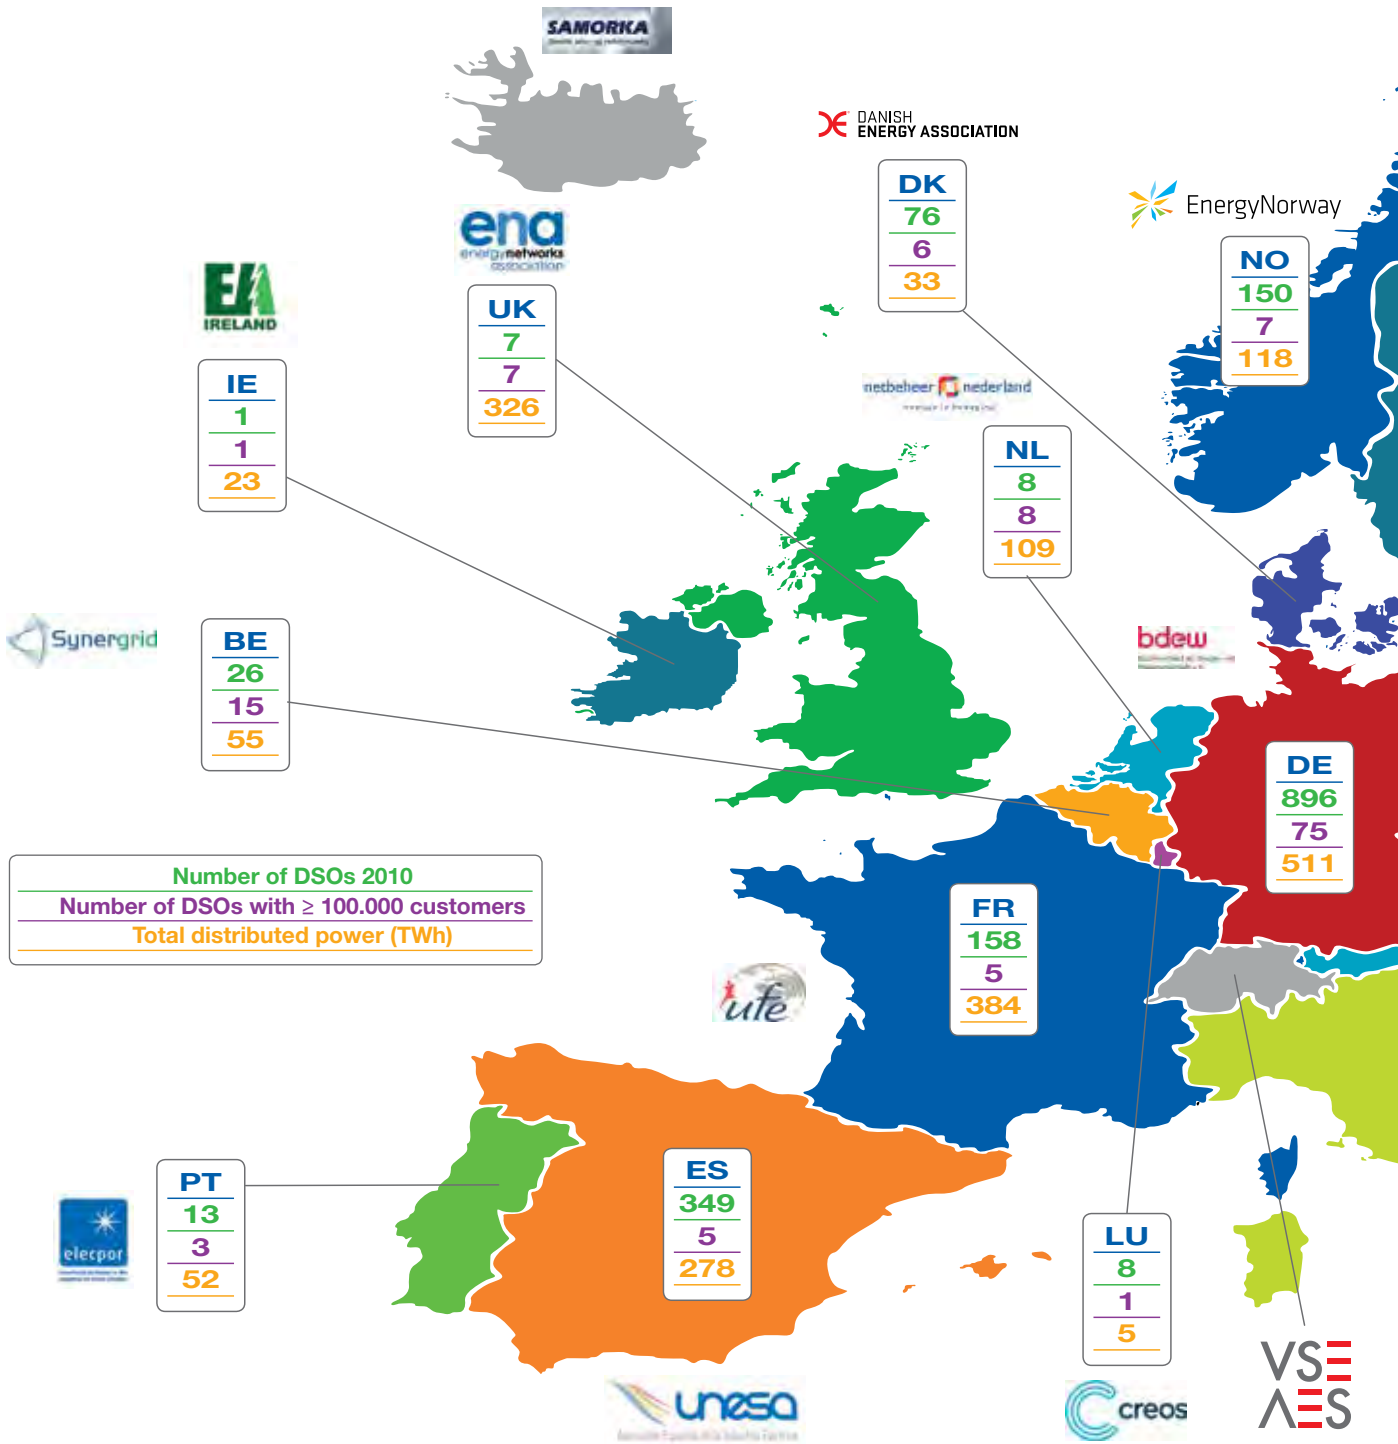 SAMORKA
DANISH
ENERGY ASSOCIATION
DK
76
6
33
EnergyNorway
NO
150
7
118
ena
energynetworks
association
UK
7
7
326
EA
IRELAND
IE
1
1
23
netbeheer nederland
NL
8
8
109
Synergrid
BE
26
15
55
bdew
DE
896
75
511
Number of DSOs 2010
Number of DSOs with ≥ 100.000 customers
Total distributed power (TWh)
FR
158
5
384
ufe
PT
13
3
52
elecpor
ES
349
5
278
unesa
LU
8
1
5
creos
VSE
AES